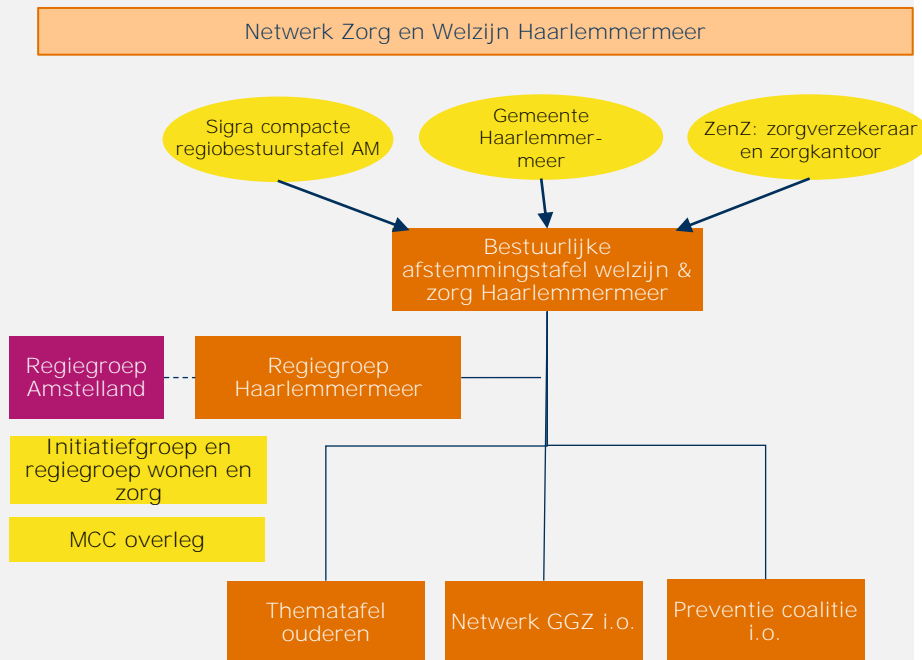 Netwerk Zorg en Welzijn Haarlemmermeer
Sigra compacte
regiobestuurstafel AM
Gemeente
Haarlemmer-
meer
ZenZ: zorgverzekeraar
en zorgkantoor
Bestuurlijke
afstemmingstafel welzijn &
zorg Haarlemmermeer
Regiegroep
Amstelland
Regiegroep
Haarlemmermeer
Initiatiefgroep en
regiegroep wonen en
zorg
MCC overleg
Thematafel
ouderen
Netwerk GGZ i.o.
Preventie coalitie
i.o.